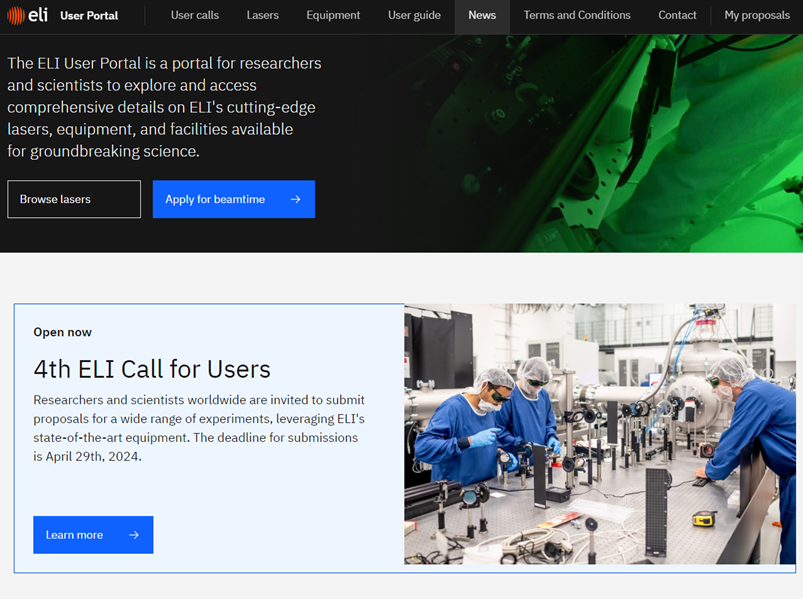 eli User Portal User calls Lasers Equipment User guide News Terms and Conditions Contact My proposals
The ELI User Portal is a portal for researchers
and scientists to explore and access
comprehensive details on ELI's cutting-edge
lasers, equipment, and facilities available
for groundbreaking science.
Browse lasers
Apply for beamtime →
Open now
4th ELI Call for Users
Researchers and scientists worldwide are invited to submit
proposals for a wide range of experiments, leveraging ELI's
state-of-the-art equipment. The deadline for submissions
is April 29th, 2024.
Learn more →